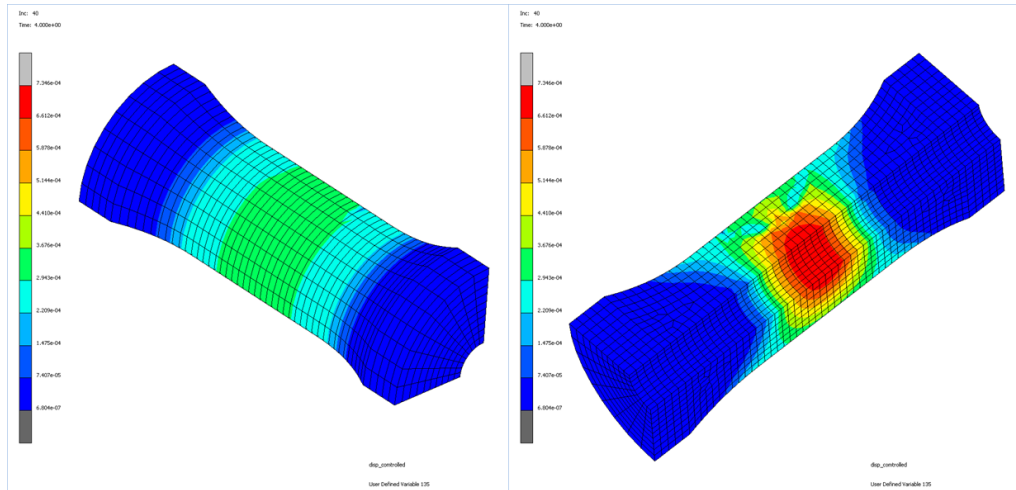 Inc: 40
Time: 4.000e+00
7.346e-04
6.612e-04
5.878e-04
5.144e-04
4.410e-04
3.676e-04
2.943e-04
2.209e-04
1.475e-04
7.407e-05
6.804e-07
disp_controlled
User Defined Variable 135
Inc: 40
Time: 4.000e+00
7.346e-04
6.612e-04
5.878e-04
5.144e-04
4.410e-04
3.676e-04
2.943e-04
2.209e-04
1.475e-04
7.407e-05
6.804e-07
disp_controlled
User Defined Variable 135